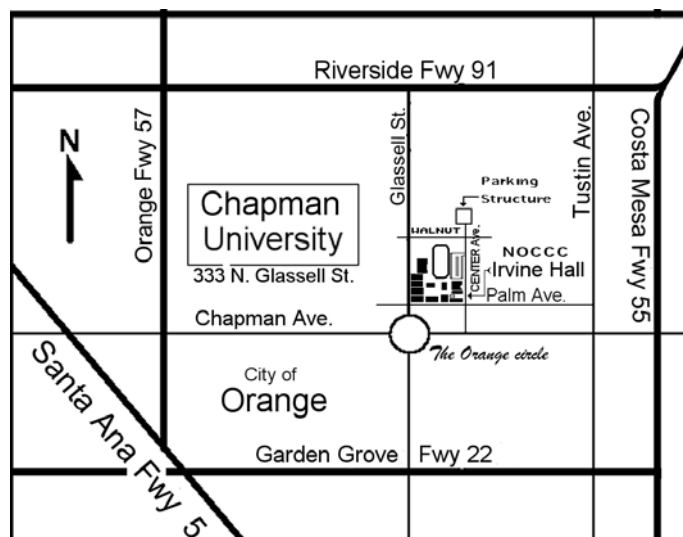 Riverside Fwy 91
N
Orange Fwy 57
Glassell St.
Tustin Ave.
Costa Mesa Fwy 55
Parking
Structure
Chapman
University
333 N. Glassell St.
WALNUT
CENTER Ave.
NOCCC
Irvine Hall
Palm Ave.
Chapman Ave.
The Orange circle
City of
Orange
Santa Ana Fwy 5
Garden Grove Fwy 22